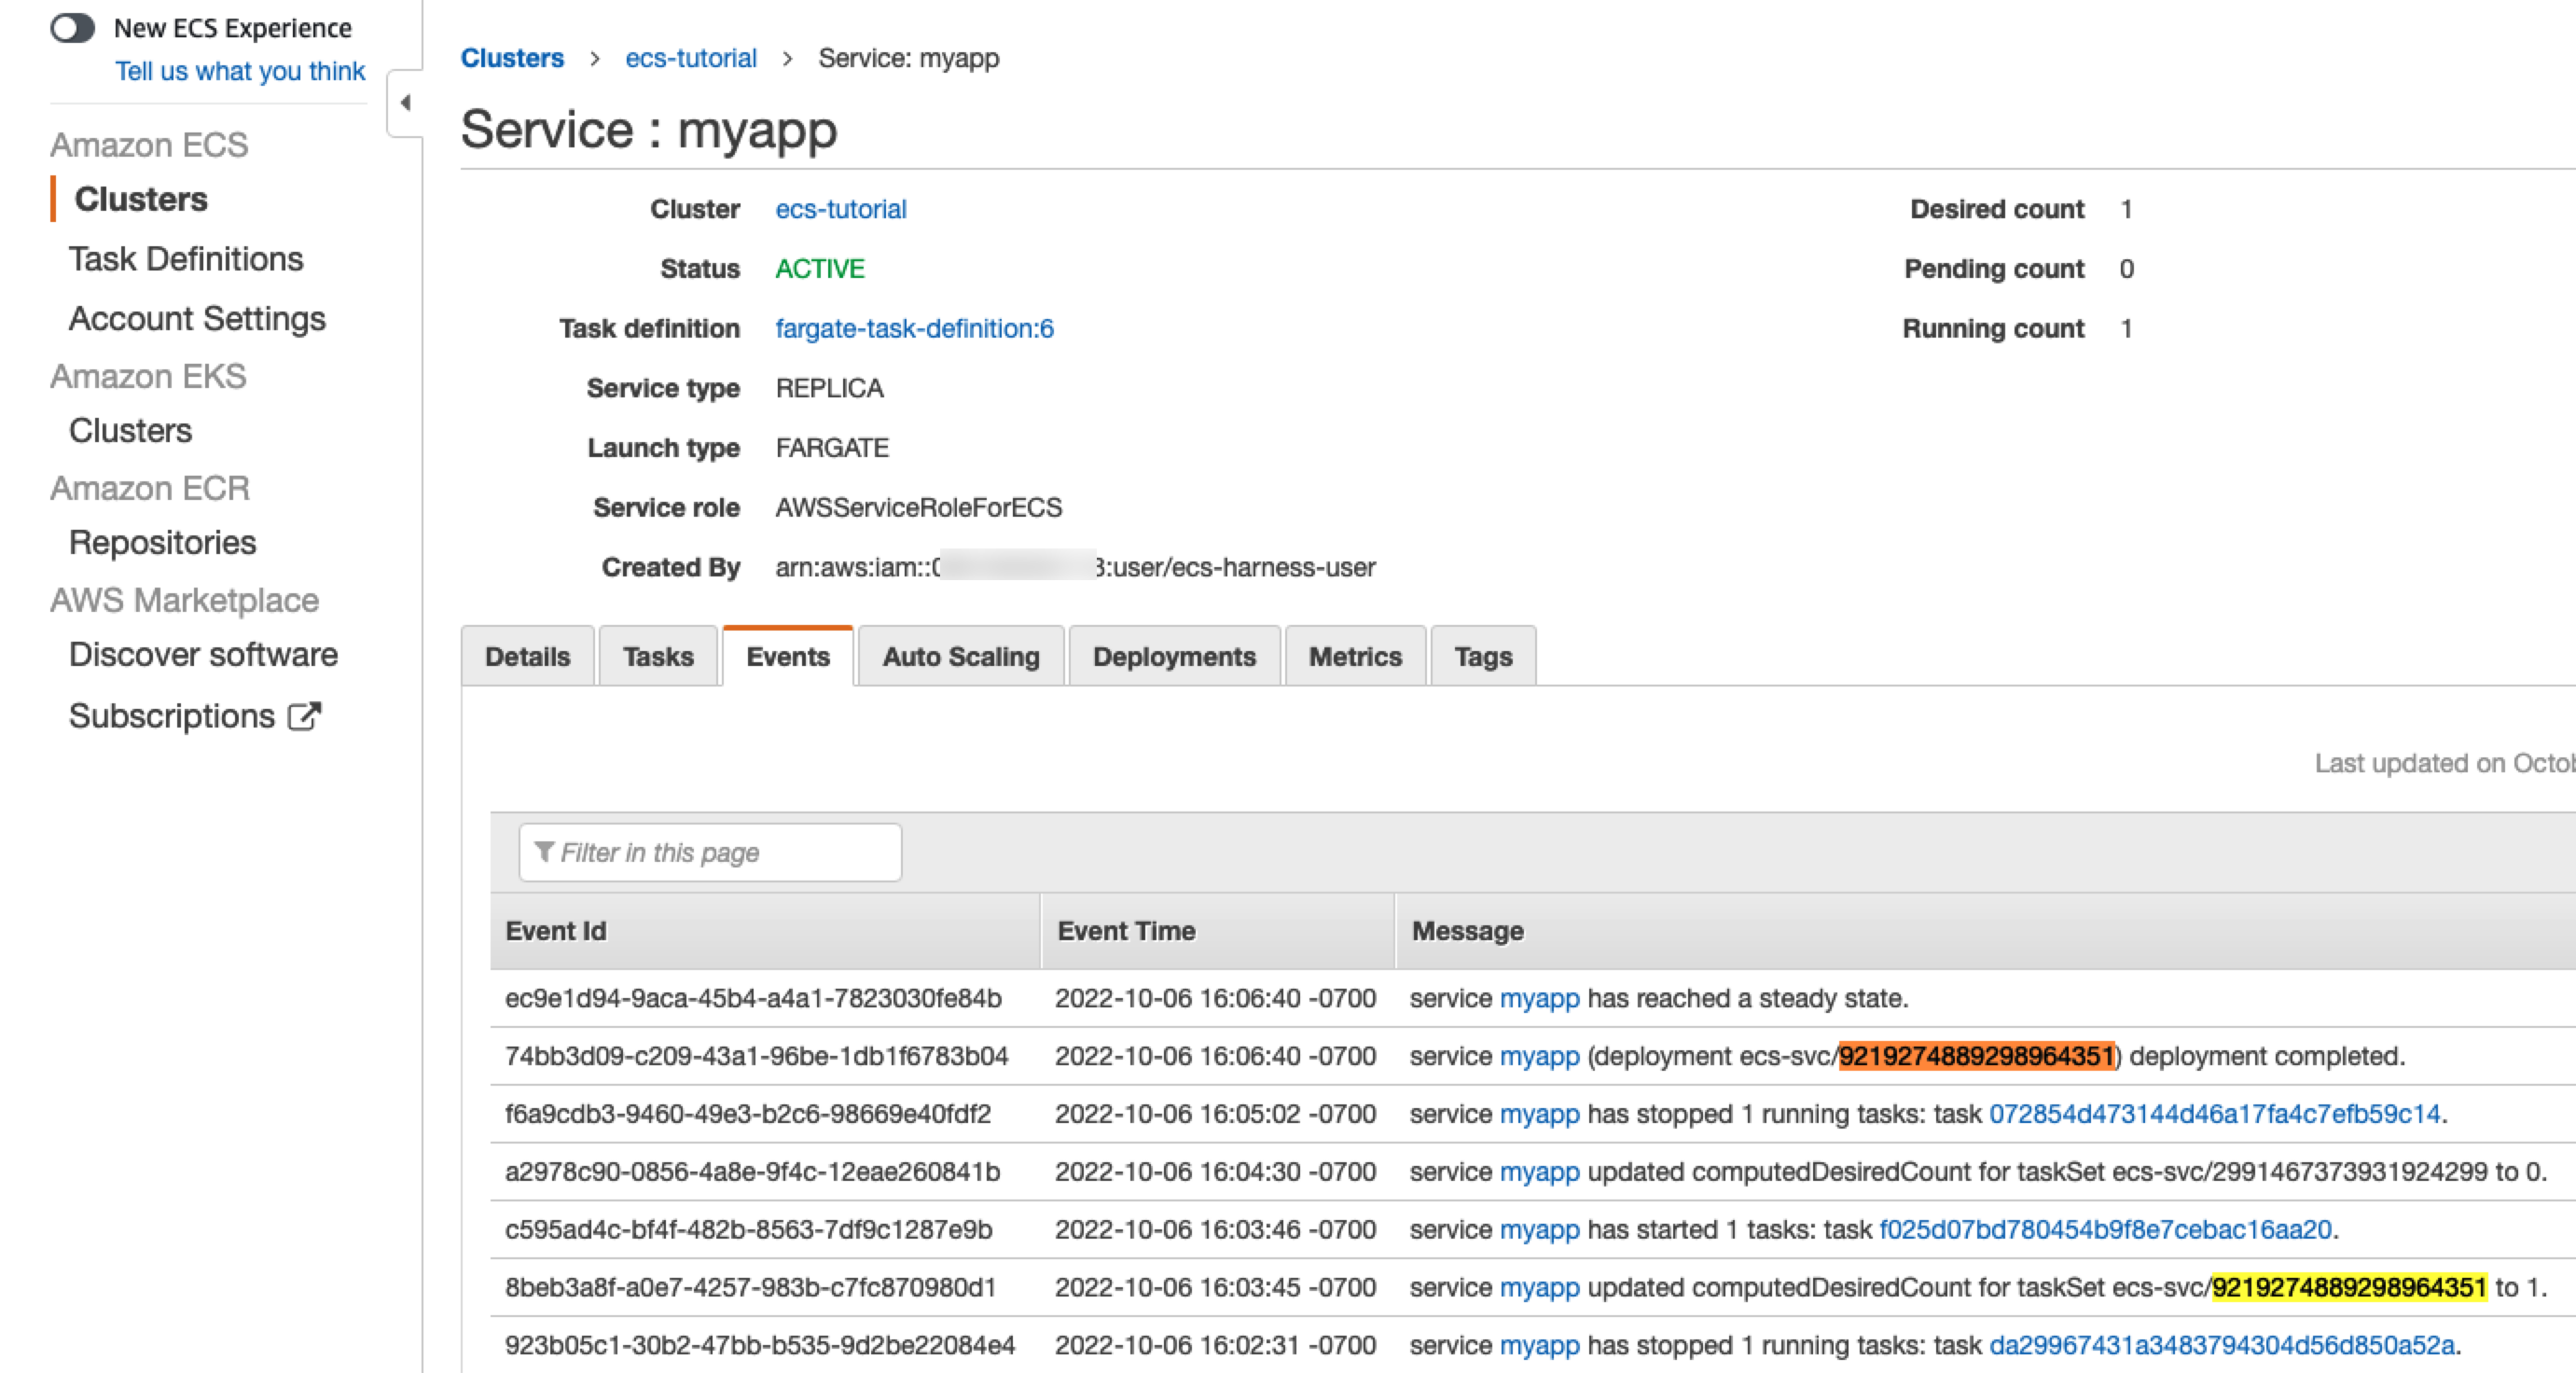 New ECS Experience
Tell us what you think
Amazon ECS
Clusters
Task Definitions
Account Settings
Amazon EKS
Clusters
Amazon ECR
Repositories
AWS Marketplace
Discover software
Subscriptions
Clusters > ecs-tutorial > Service: myapp
Service : myapp
Cluster ecs-tutorial
Status ACTIVE
Task definition fargate-task-definition:6
Service type REPLICA
Launch type FARGATE
Service role AWSServiceRoleForECS
Created By arn:aws:iam:: :user/ecs-harness-user
Desired count 1
Pending count 0
Running count 1
Details Tasks Events Auto Scaling Deployments Metrics Tags
Last updated on
Filter in this page
Event Id Event Time Message
ec9e1d94-9aca-45b4-a4a1-7823030fe84b 2022-10-06 16:06:40 -0700 service myapp has reached a steady state.
74bb3d09-c209-43a1-96be-1db1f6783b04 2022-10-06 16:06:40 -0700 service myapp (deployment ecs-svc/9219274889298964351) deployment completed.
f6a9cdb3-9460-49e3-b2c6-98669e40fdf2 2022-10-06 16:05:02 -0700 service myapp has stopped 1 running tasks: task 072854d473144d46a17fa4c7efb59c14.
a2978c90-0856-4a8e-9f4c-12eae260841b 2022-10-06 16:04:30 -0700 service myapp updated computedDesiredCount for taskSet ecs-svc/2991467373931924299 to 0.
c595ad4c-bf4f-482b-8563-7df9c1287e9b 2022-10-06 16:03:46 -0700 service myapp has started 1 tasks: task f025d07bd780454b9f8e7cebac16aa20.
8beb3a8f-a0e7-4257-983b-c7fc870980d1 2022-10-06 16:03:45 -0700 service myapp updated computedDesiredCount for taskSet ecs-svc/9219274889298964351 to 1.
923b05c1-30b2-47bb-b535-9d2be22084e4 2022-10-06 16:02:31 -0700 service myapp has stopped 1 running tasks: task da29967431a3483794304d56d850a52a.